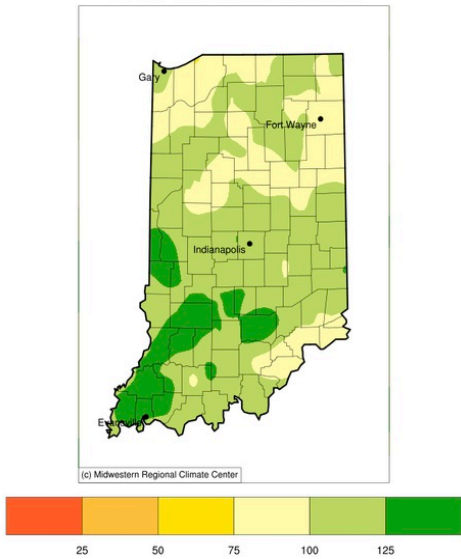 Gary
Fort Wayne
Indianapolis
Evansville
(c) Midwestern Regional Climate Center
25 50 75 100 125